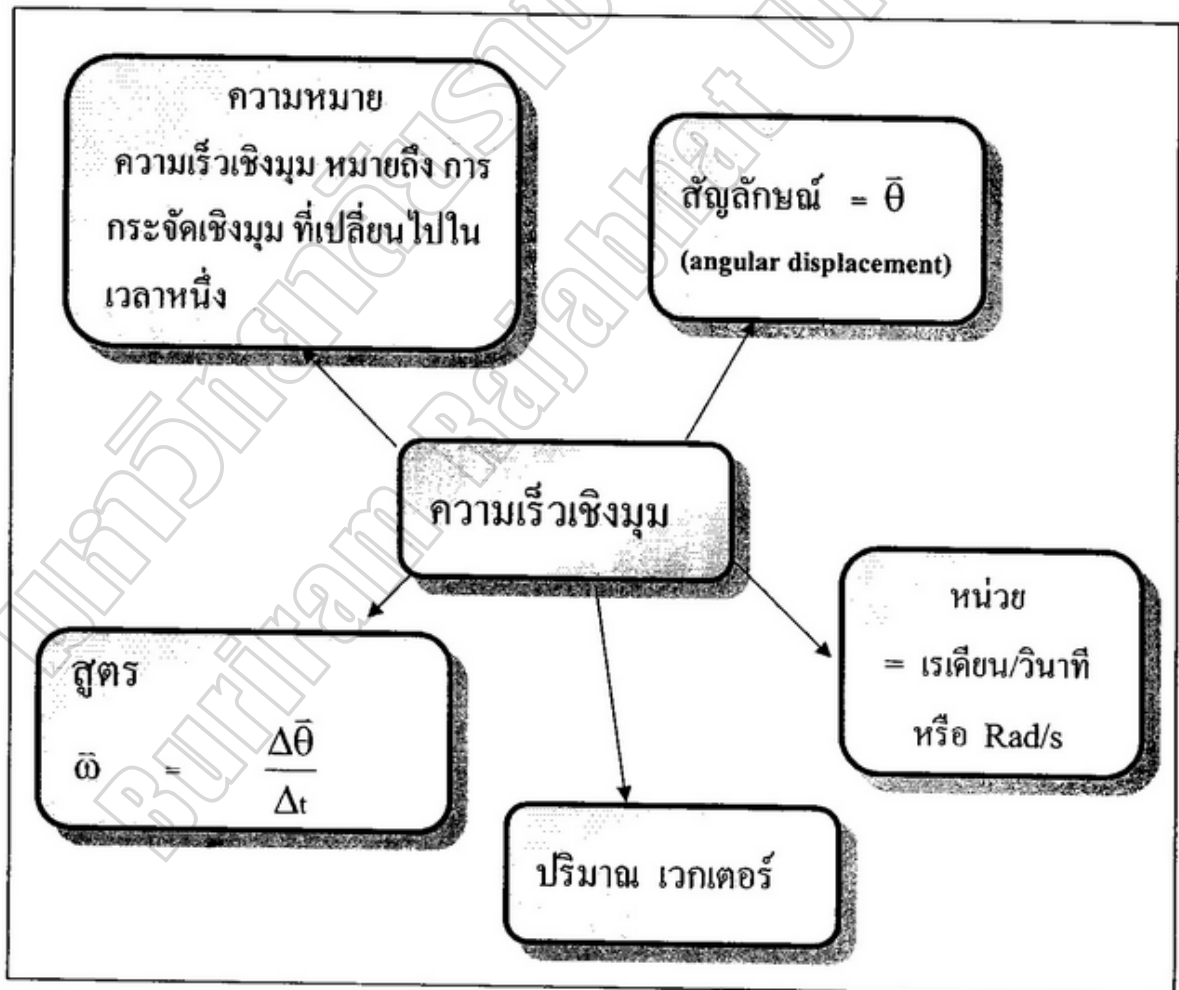 ความหมาย
ความเร็วเชิงมุม หมายถึง การ
กระจัดเชิงมุม ที่เปลี่ยนไปใน
เวลาหนึ่ง
สัญลักษณ์ = θ̄
(angular displacement)
ความเร็วเชิงมุม
หน่วย
= เรเดียน/วินาที
หรือ Rad/s
สูตร
ω̄ = Δθ̄ / Δt
ปริมาณ เวกเตอร์
Buriram Rajabhat